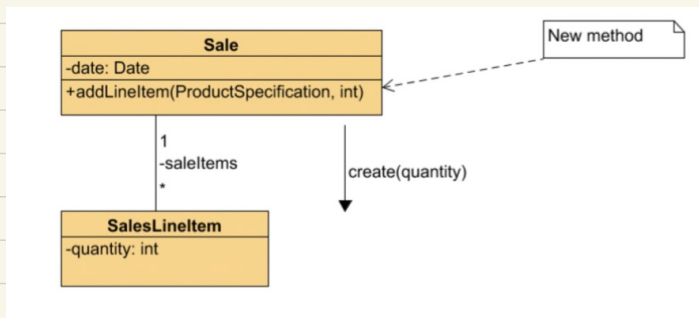 Sale
-date: Date
+addLineItem(ProductSpecification, int)
New method
1
-saleItems
*
create(quantity)
SalesLineItem
-quantity: int